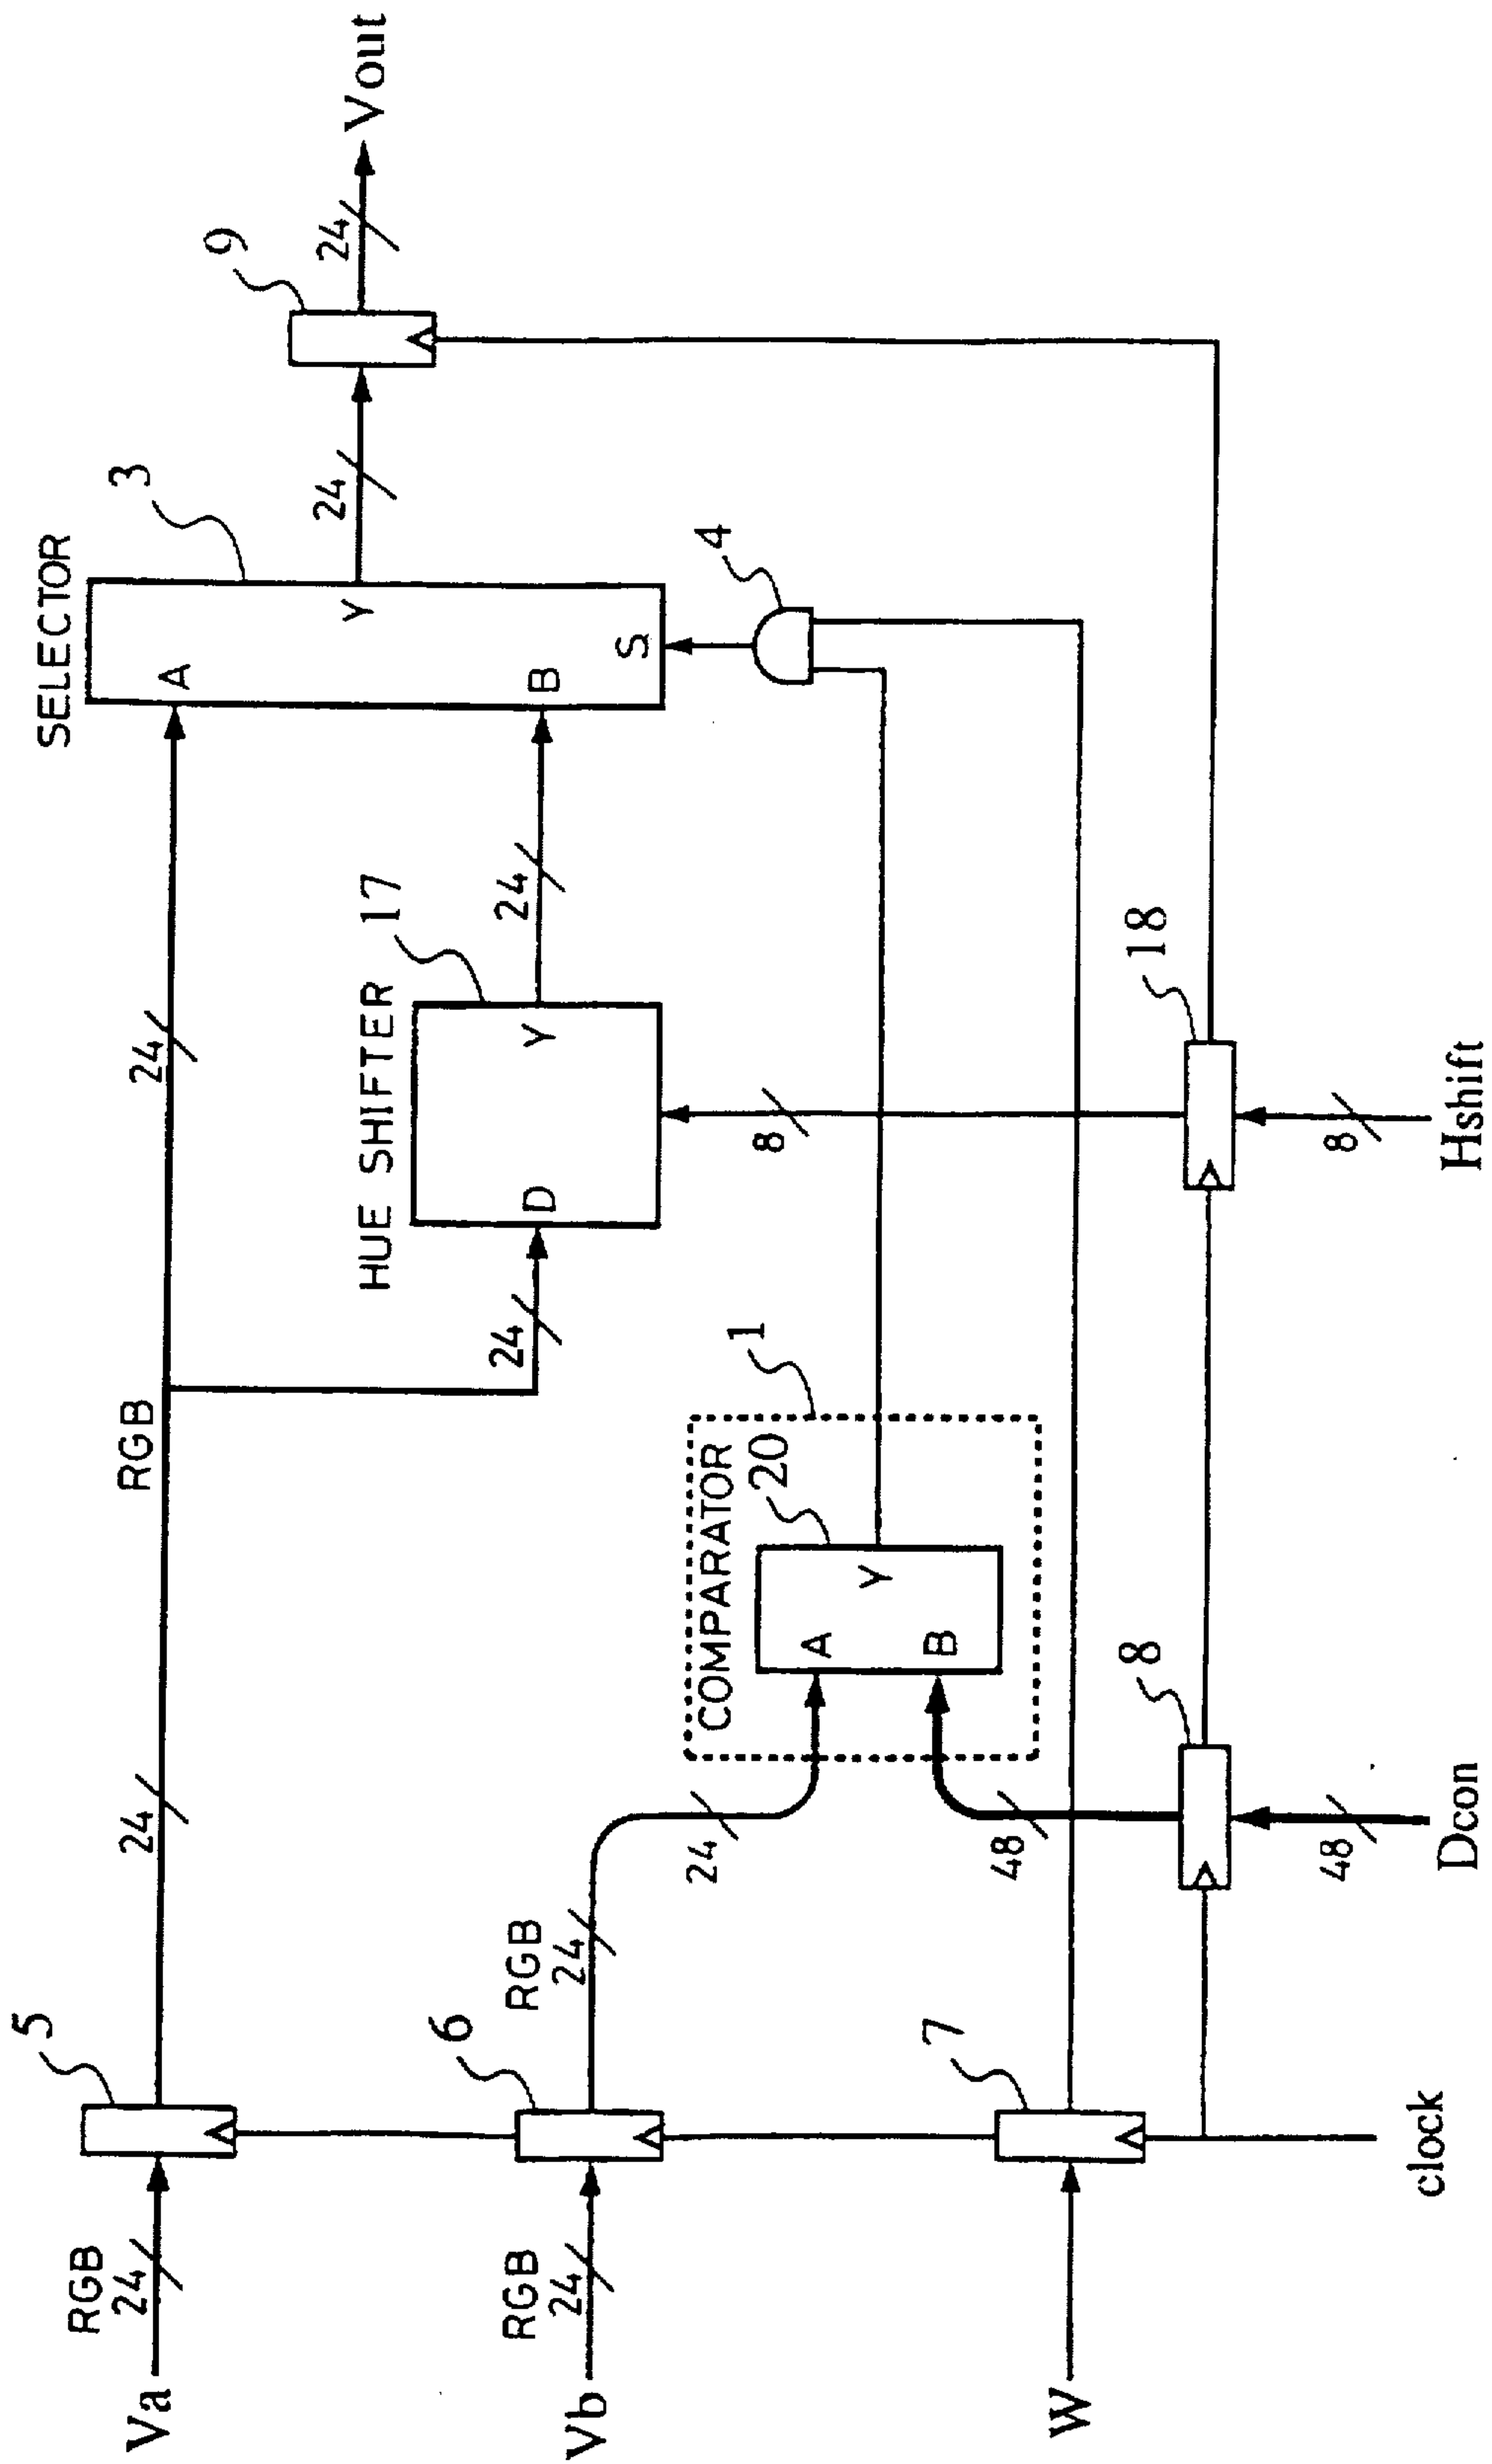 SELECTOR
3
A
Y
B
S
4
9
24
24
Vout
HUE SHIFTER
17
D
Y
24
24
24
RGB
24
8
5
RGB
24
Va
6
RGB
24
RGB
24
Vb
24
COMPARATOR
1
20
A
B
Y
48
7
W
8
18
clock
48
Dcon
8
Hshift